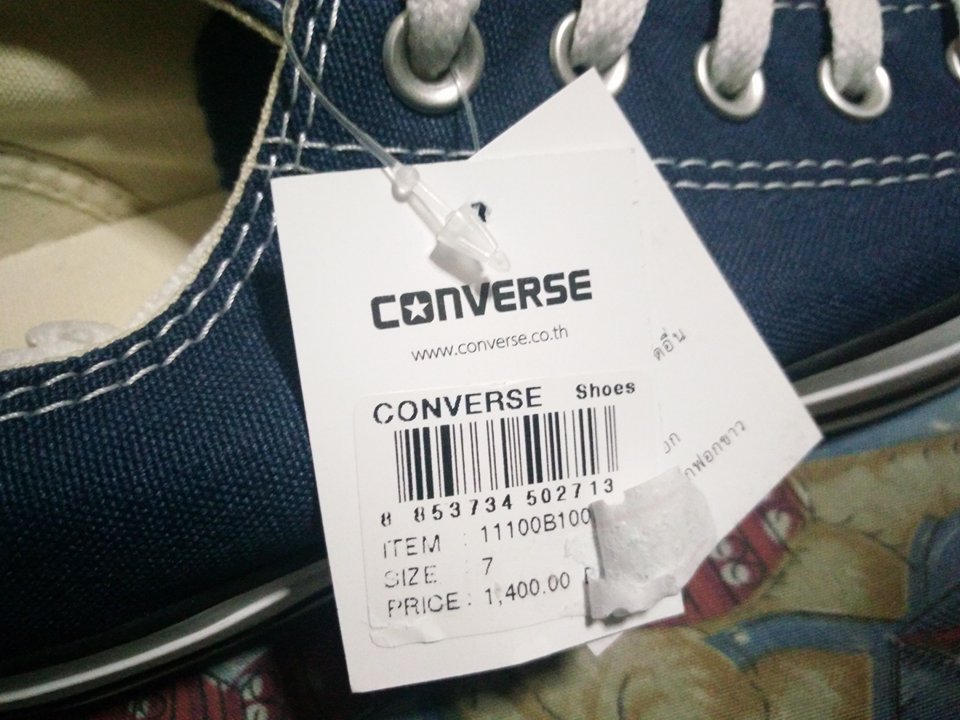 CONVERSE
www.converse.co.th
CONVERSE Shoes
8 853734 502713
ITEM : 11100B100
SIZE : 7
PRICE : 1,400.00